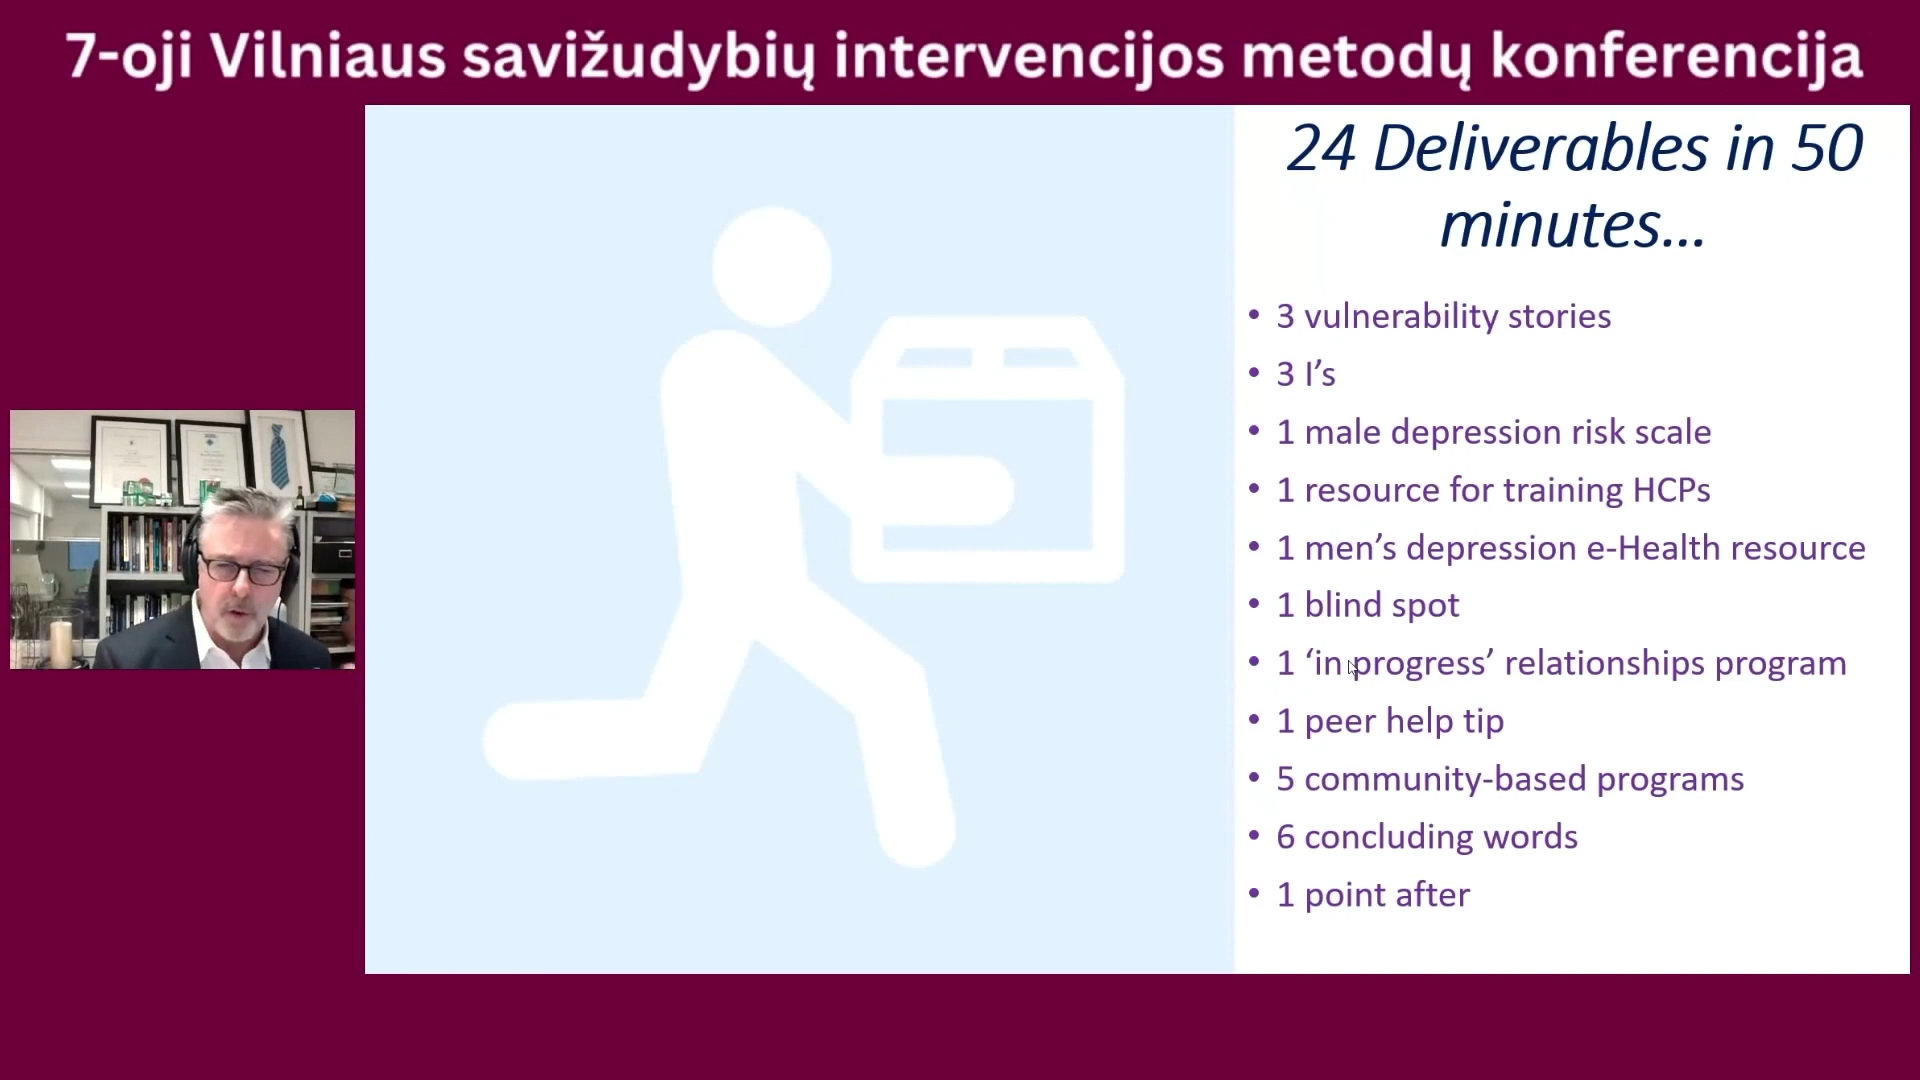 7-oji Vilniaus savižudybių intervencijos metodų konferencija
24 Deliverables in 50
minutes…
• 3 vulnerability stories
• 3 I’s
• 1 male depression risk scale
• 1 resource for training HCPs
• 1 men’s depression e-Health resource
• 1 blind spot
• 1 ‘in progress’ relationships program
• 1 peer help tip
• 5 community-based programs
• 6 concluding words
• 1 point after